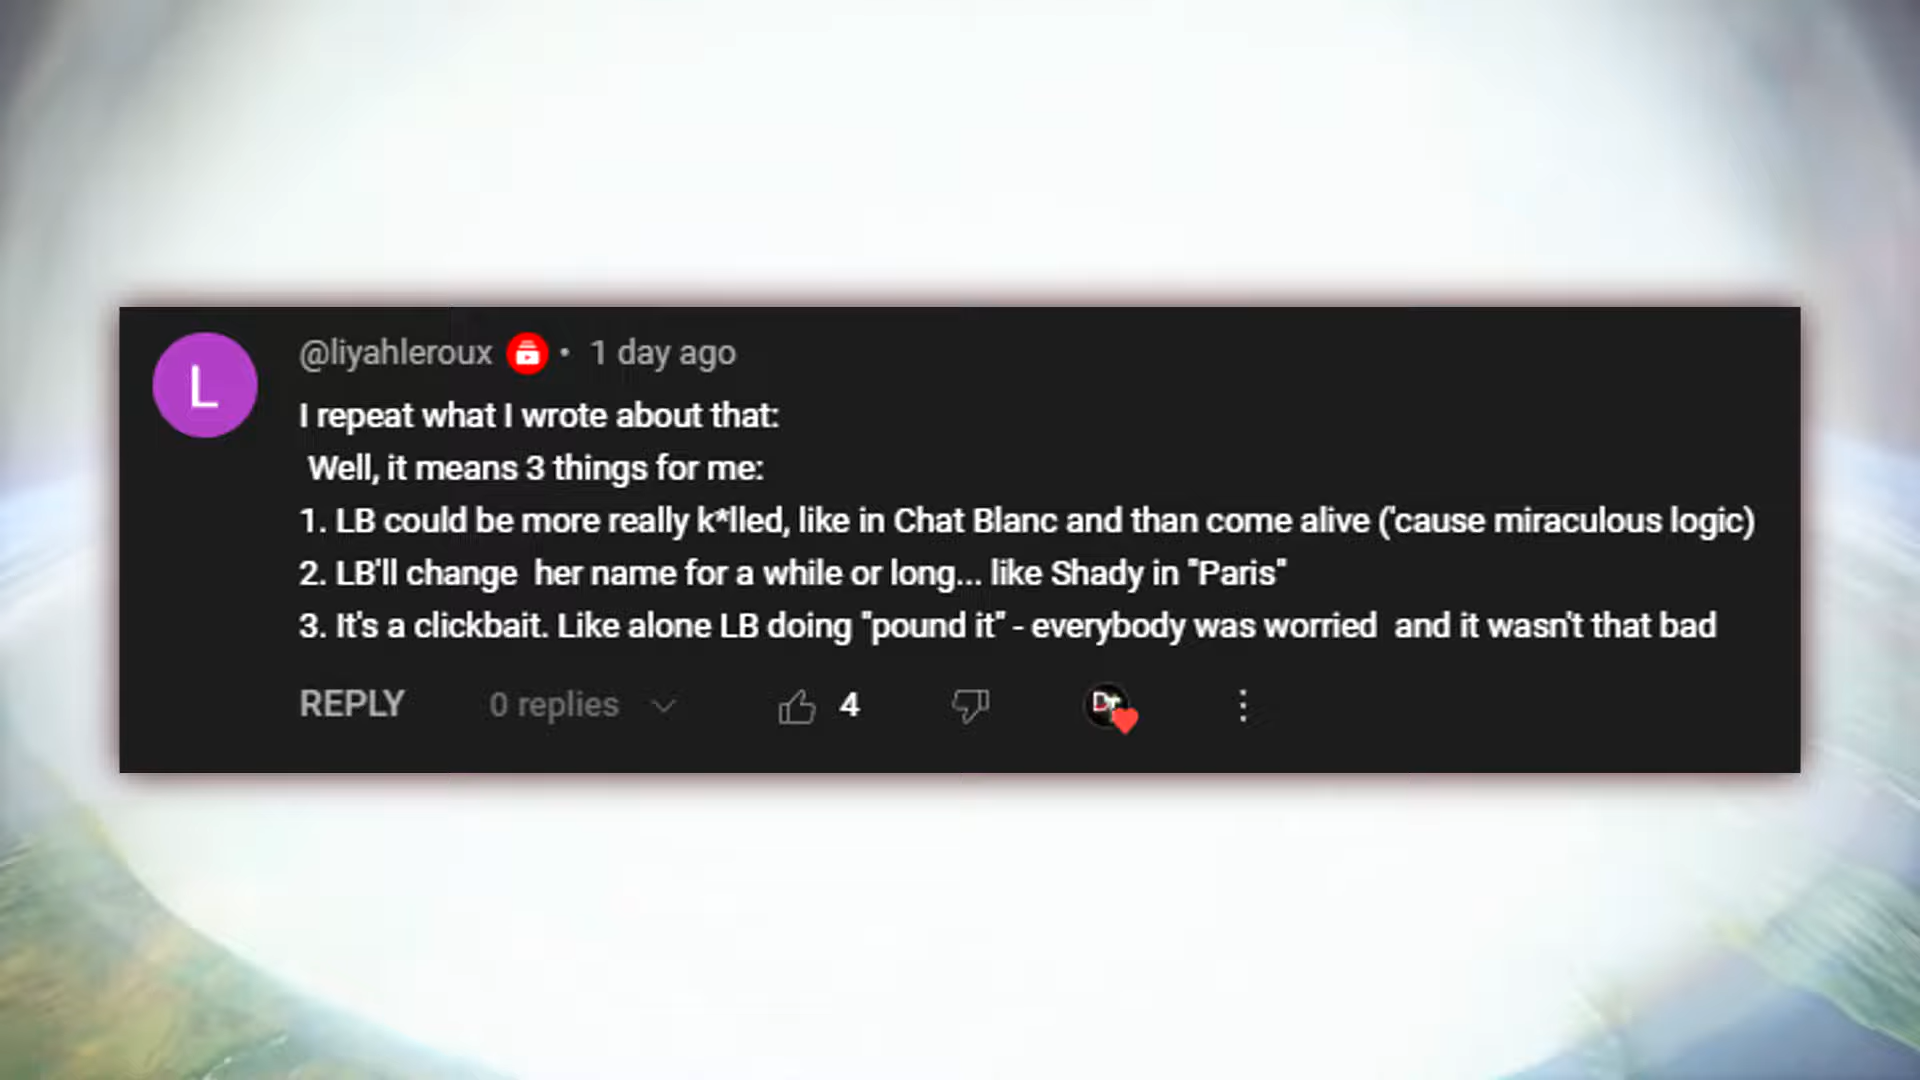 L
@liyahleroux • 1 day ago
I repeat what I wrote about that:
Well, it means 3 things for me:
1. LB could be more really k*lled, like in Chat Blanc and than come alive ('cause miraculous logic)
2. LB'll change her name for a while or long... like Shady in "Paris"
3. It's a clickbait. Like alone LB doing "pound it" - everybody was worried and it wasn't that bad
REPLY 0 replies 4 Dr